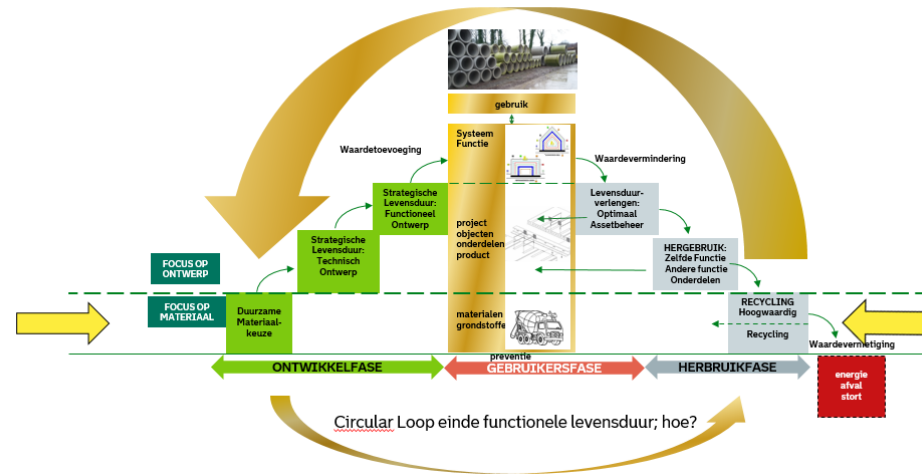 gebruik
Systeem
Functie
Waardetoevoeging
Waardevermindering
Strategische
Levensduur:
Functioneel
Ontwerp
Levensduur-
verlengen:
Optimaal
Assetbeheer
Strategische
Levensduur:
Technisch
Ontwerp
project
objecten
onderdelen
product
HERGEBRUIK:
Zelfde Functie
Andere functie
Onderdelen
FOCUS OP
ONTWERP
FOCUS OP
MATERIAAL
Duurzame
Materiaal-
keuze
materialen
grondstoffe
RECYCLING
Hoogwaardig
Recycling
Waardevernietiging
preventie
ONTWIKKELFASE
GEBRUIKERSFASE
HERBRUIKFASE
energie
afval
stort
Circular Loop einde functionele levensduur; hoe?